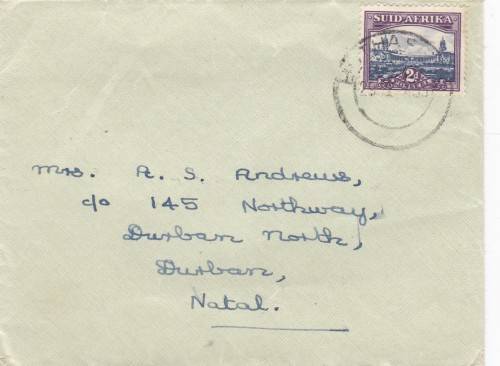 SUID-AFRIKA
2d
Mrs. A. S. Andrews,
c/o 145 Northway,
Durban North,
Durban,
Natal.